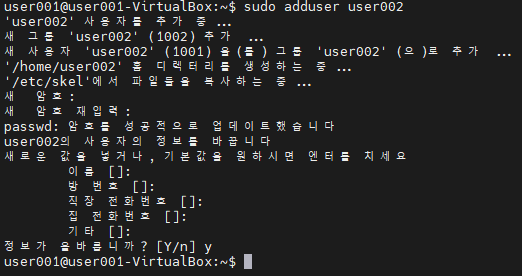 user001@user001-VirtualBox:~$ sudo adduser user002
'user002' 사용자를 추가 중 ...
새 그룹 'user002' (1002) 추가 ...
새 사용자 'user002' (1001) 을(를) 그룹 'user002' (으)로 추가 ...
'/home/user002' 홈 디렉터리를 생성하는 중 ...
'/etc/skel'에서 파일들을 복사하는 중 ...
새 암호:
새 암호 재입력:
passwd: 암호를 성공적으로 업데이트했습니다
user002의 사용자의 정보를 바꿉니다
새로운 값을 넣거나, 기본값을 원하시면 엔터를 치세요
이름 []:
방 번호 []:
직장 전화번호 []:
집 전화번호 []:
기타 []:
정보가 올바릅니까? [Y/n] y
user001@user001-VirtualBox:~$